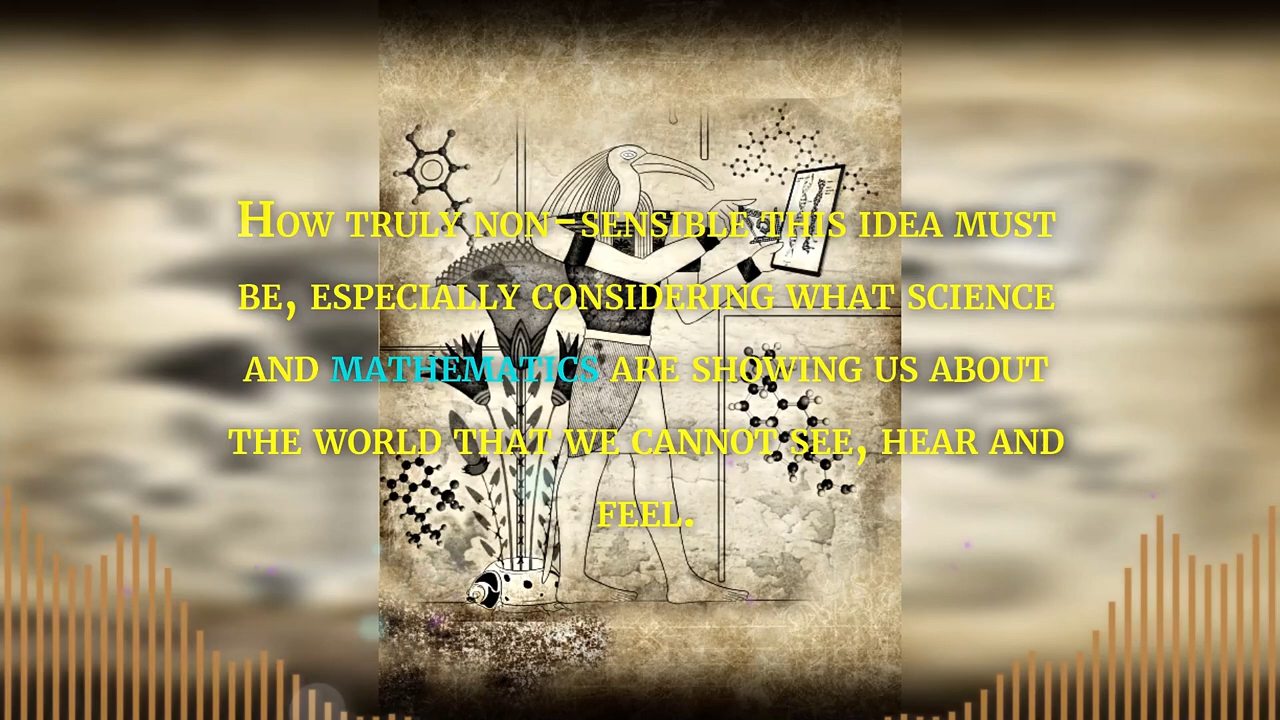 How truly non-sensible this idea must
be, especially considering what science
and mathematics are showing us about
the world that we cannot see, hear and
feel.